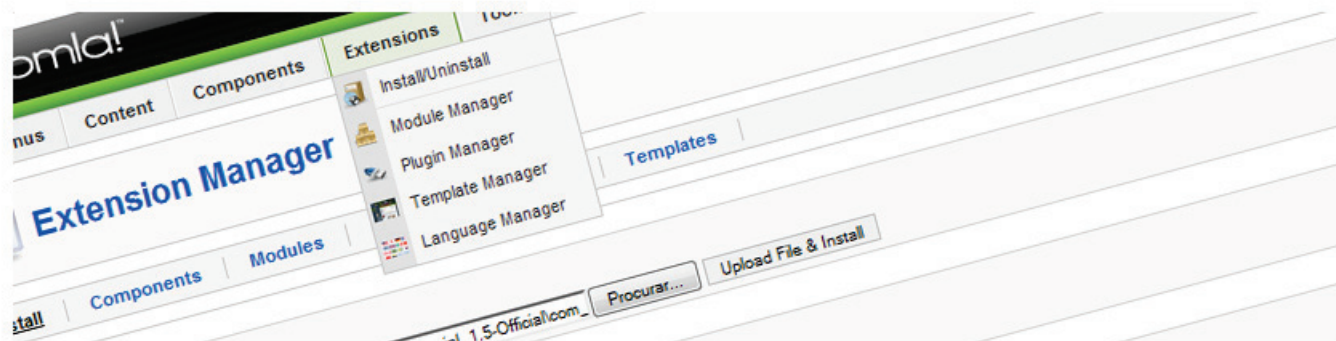 omla!
nus Content Components Extensions Tool
Install/Uninstall
Module Manager
Plugin Manager
Template Manager
Language Manager
Extension Manager
stall Components Modules Templates
1.5-Official\com_ Procurar... Upload File & Install